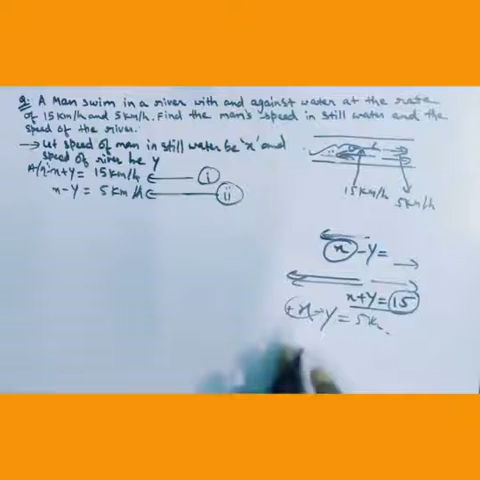 Q. A Man swim in a river with and against water at the rate
of 15 Km/h and 5 km/h. Find the man's speed in still water and the
speed of the river.
→ let speed of man in still water be 'x' and
speed of river be y
A/q x+y = 15 km/h ← (i)
x-y = 5 km/h ← (ii)
15 km/h
5 km/h
x - y =
x+y = 15
+x - y = 5 k